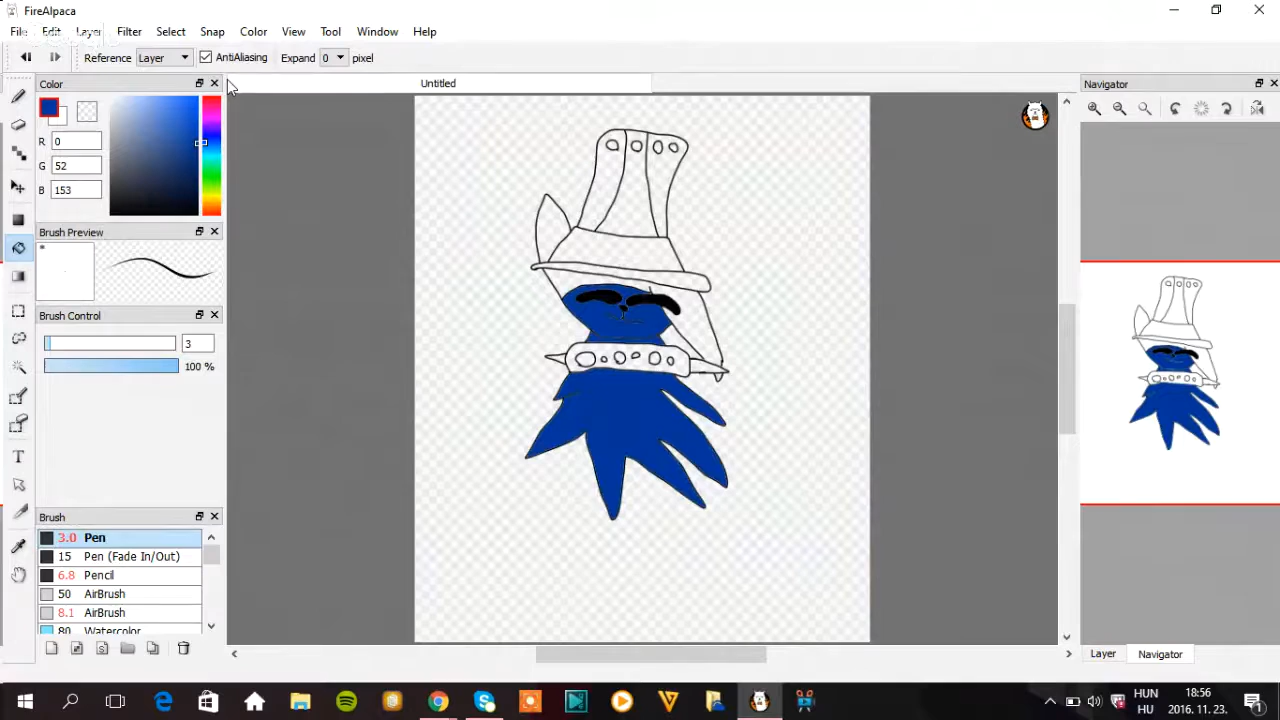 FireAlpaca
File Edit Layer Filter Select Snap Color View Tool Window Help
Reference Layer AntiAliasing Expand 0 pixel
Color
Untitled
Navigator
R 0
G 52
B 153
Brush Preview
Brush Control
3
100 %
Brush
3.0 Pen
15 Pen (Fade In/Out)
6.8 Pencil
50 AirBrush
8.1 AirBrush
80 Watercolor
Layer Navigator
HUN 18:56
HU 2016. 11. 23.